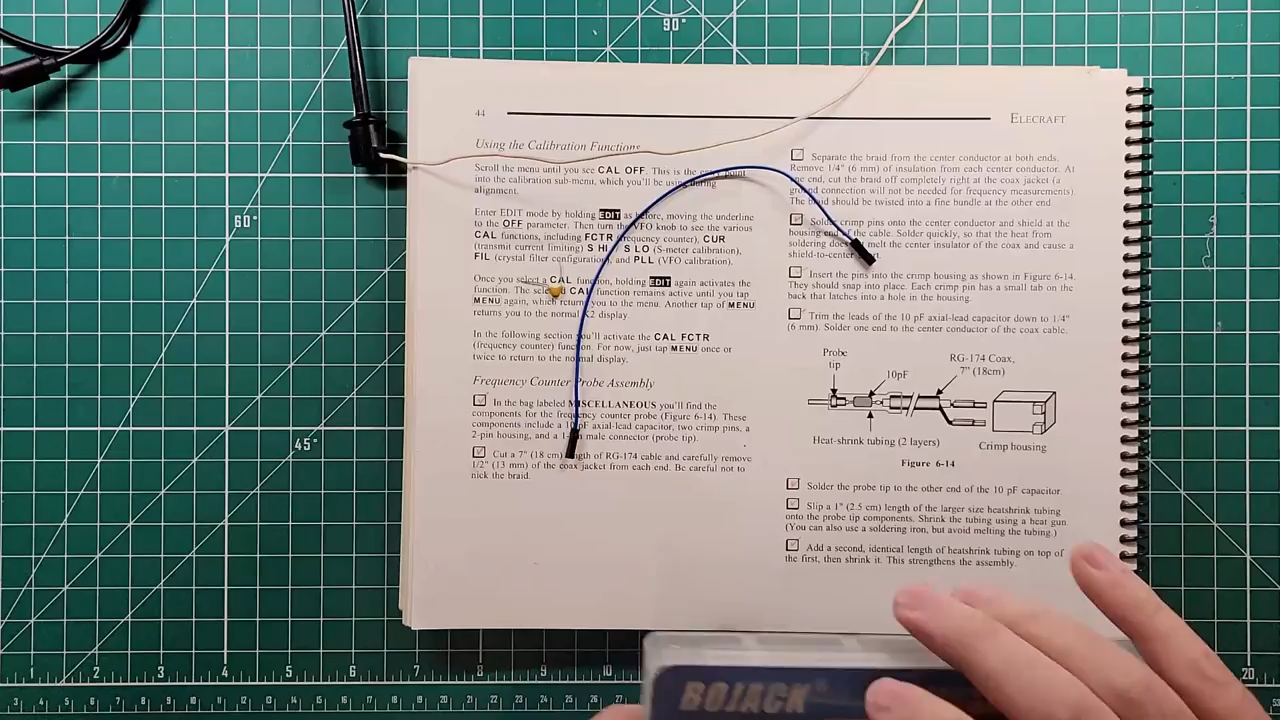 90°
60°
45°
44
ELECRAFT
Using the Calibration Functions
Scroll the menu until you see CAL OFF. This is the entry point
into the calibration sub-menu, which you'll be using during
alignment.
Enter EDIT mode by holding EDIT as before, moving the underline
to the OFF parameter. Then turn the VFO knob to see the various
CAL functions, including FCTR (frequency counter), CUR
(transmit current limiting) S HI, S LO (S-meter calibration),
FIL (crystal filter configuration), and PLL (VFO calibration).
Once you select a CAL function, holding EDIT again activates the
function. The selected CAL function remains active until you tap
MENU again, which returns you to the menu. Another tap of MENU
returns you to the normal K2 display.
In the following section you'll activate the CAL FCTR
(frequency counter) function. For now, just tap MENU once or
twice to return to the normal display.
Frequency Counter Probe Assembly
In the bag labeled MISCELLANEOUS you'll find the
components for the frequency counter probe (Figure 6-14). These
components include a 10 pF axial-lead capacitor, two crimp pins, a
2-pin housing, and a 1-pin male connector (probe tip).
Cut a 7" (18 cm) length of RG-174 cable and carefully remove
1/2" (13 mm) of the coax jacket from each end. Be careful not to
nick the braid.
Separate the braid from the center conductor at both ends.
Remove 1/4" (6 mm) of insulation from each center conductor. At
one end, cut the braid off completely right at the coax jacket (a
ground connection will not be needed for frequency measurements).
The braid should be twisted into a fine bundle at the other end.
Solder crimp pins onto the center conductor and shield at the
housing end of the cable. Solder quickly, so that the heat from
soldering does melt the center insulator of the coax and cause a
shield-to-center
Insert the pins into the crimp housing as shown in Figure 6-14.
They should snap into place. Each crimp pin has a small tab on the
back that latches into a hole in the housing.
Trim the leads of the 10 pF axial-lead capacitor down to 1/4"
(6 mm). Solder one end to the center conductor of the coax cable.
Probe
tip
10pF
RG-174 Coax,
7" (18cm)
Heat-shrink tubing (2 layers)
Crimp housing
Figure 6-14
Solder the probe tip to the other end of the 10 pF capacitor.
Slip a 1" (2.5 cm) length of the larger size heatshrink tubing
onto the probe tip components. Shrink the tubing using a heat gun.
(You can also use a soldering iron, but avoid melting the tubing.)
Add a second, identical length of heatshrink tubing on top of
the first, then shrink it. This strengthens the assembly.
1 2 3 4 5 6 7 8 9 10 20
BOJACK